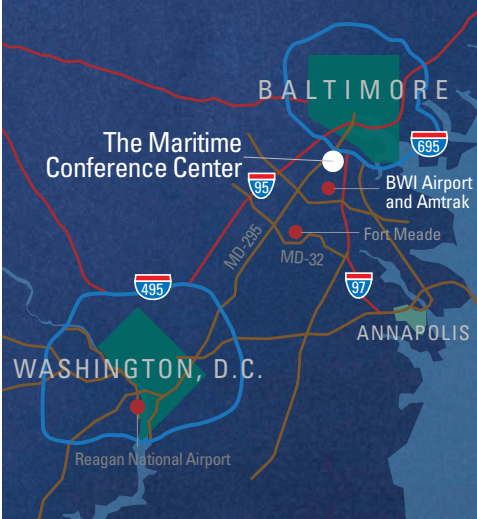 BALTIMORE
The Maritime
Conference Center
695
95
BWI Airport
and Amtrak
MD-295
Fort Meade
MD-32
495
97
ANNAPOLIS
WASHINGTON, D.C.
Reagan National Airport